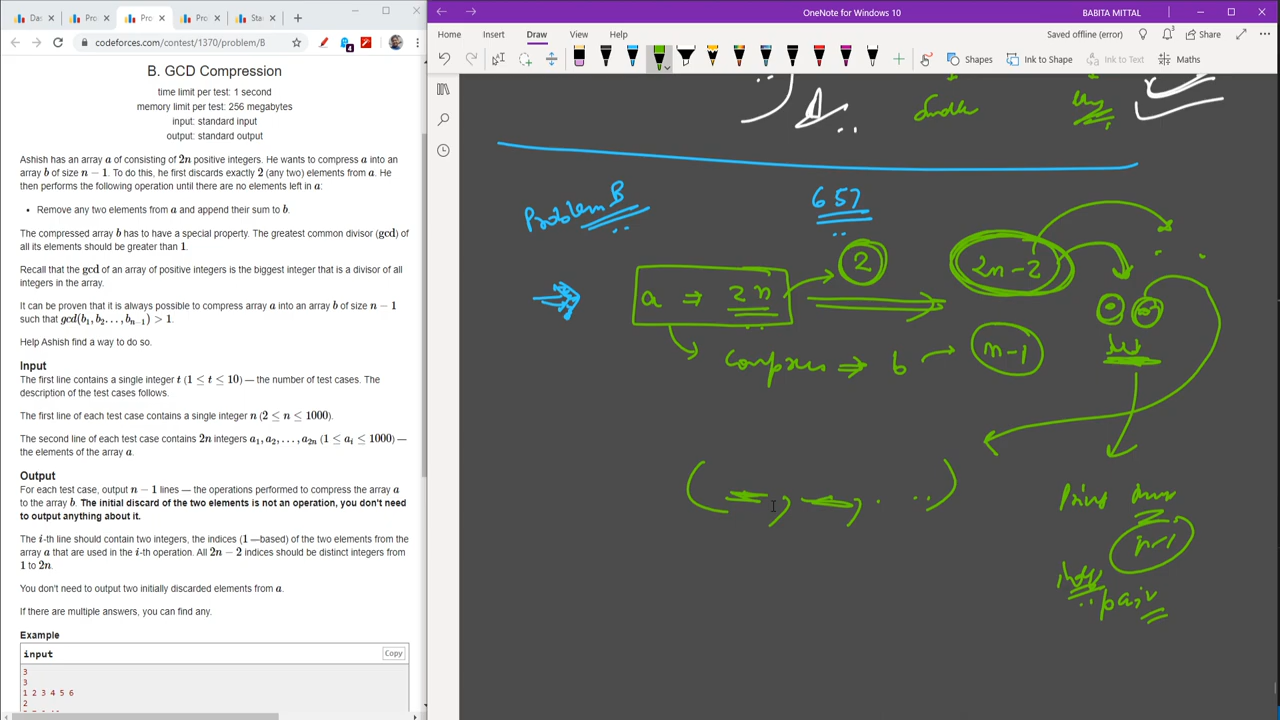 Da
Pro
Pro
Pro
Sta
codeforces.com/contest/1370/problem/B
B. GCD Compression
time limit per test: 1 second
memory limit per test: 256 megabytes
input: standard input
output: standard output
Ashish has an array a of consisting of 2n positive integers. He wants to compress a into an
array b of size n − 1. To do this, he first discards exactly 2 (any two) elements from a. He
then performs the following operation until there are no elements left in a:
• Remove any two elements from a and append their sum to b.
The compressed array b has to have a special property. The greatest common divisor (gcd) of
all its elements should be greater than 1.
Recall that the gcd of an array of positive integers is the biggest integer that is a divisor of all
integers in the array.
It can be proven that it is always possible to compress array a into an array b of size n − 1
such that gcd(b1, b2..., bn−1) > 1.
Help Ashish find a way to do so.
Input
The first line contains a single integer t (1 ≤ t ≤ 10) — the number of test cases. The
description of the test cases follows.
The first line of each test case contains a single integer n (2 ≤ n ≤ 1000).
The second line of each test case contains 2n integers a1, a2, ..., a2n (1 ≤ ai ≤ 1000) —
the elements of the array a.
Output
For each test case, output n − 1 lines — the operations performed to compress the array a
to the array b. The initial discard of the two elements is not an operation, you don't need
to output anything about it.
The i-th line should contain two integers, the indices (1 —based) of the two elements from the
array a that are used in the i-th operation. All 2n − 2 indices should be distinct integers from
1 to 2n.
You don't need to output two initially discarded elements from a.
If there are multiple answers, you can find any.
Example
input
Copy
3
3
1 2 3 4 5 6
2
OneNote for Windows 10
BABITA MITTAL
Home
Insert
Draw
View
Help
Saved offline (error)
Share
Shapes
Ink to Shape
Ink to Text
Maths
Problem B
657
a ⇒ 2n
2
2n-2
compress ⇒ b
n-1
n-1
pair